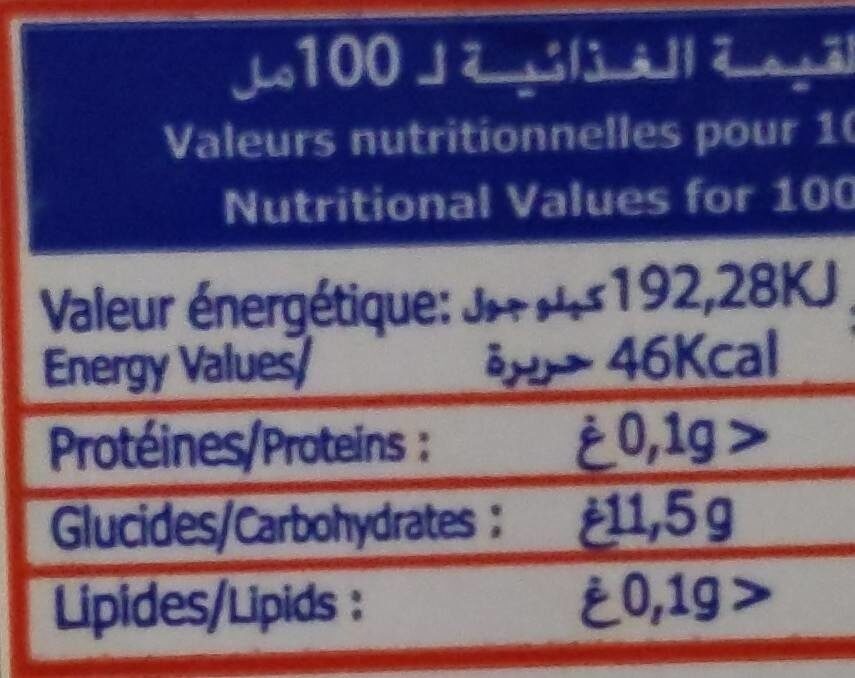 القيمة الغذائية لـ 100مل
Valeurs nutritionnelles pour 10
Nutritional Values for 100
Valeur énergétique: كيلو جول 192,28KJ
Energy Values/ حريرة 46Kcal
Protéines/Proteins : غ 0,1g >
Glucides/Carbohydrates : غ 11,5 g
Lipides/Lipids : غ 0,1g >